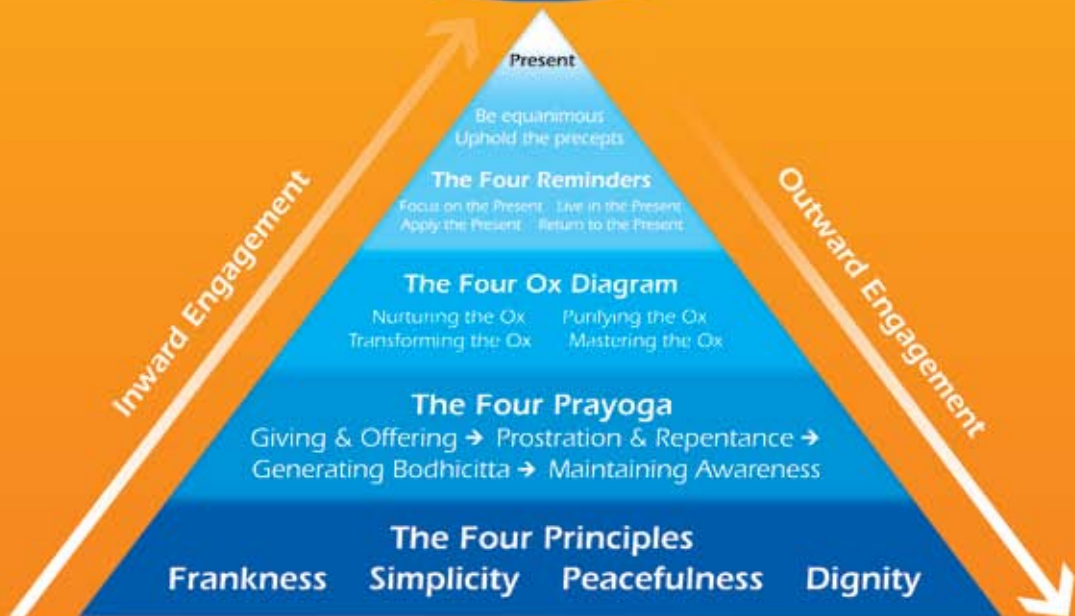 Present
Be equanimous
Uphold the precepts
The Four Reminders
Focus on the Present Live in the Present
Apply the Present Return to the Present
The Four Ox Diagram
Nurturing the Ox Purifying the Ox
Transforming the Ox Mastering the Ox
The Four Prayoga
Giving & Offering → Prostration & Repentance →
Generating Bodhicitta → Maintaining Awareness
The Four Principles
Frankness Simplicity Peacefulness Dignity
Inward Engagement
Outward Engagement